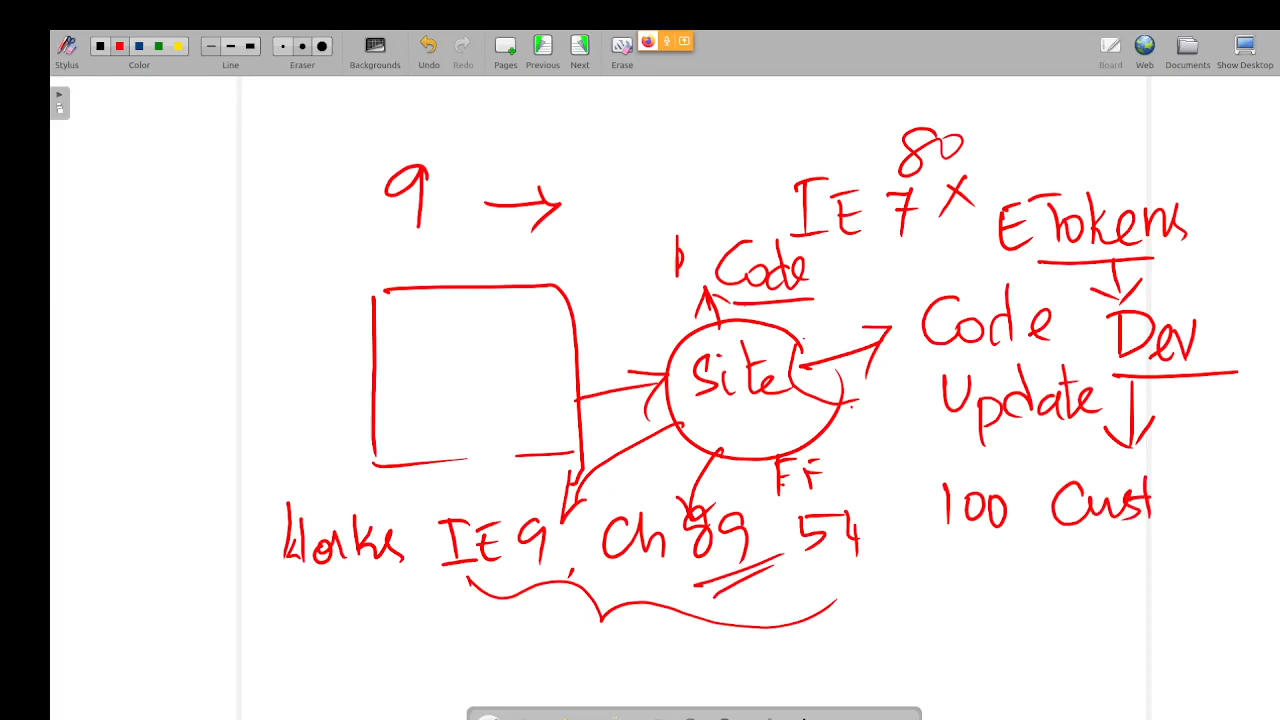 Stylus Color Line Eraser Backgrounds Undo Redo Pages Previous Next Erase Board Web Documents Show Desktop
80
9 IE 7 X ETokens
Code
Site Code Dev
Update
FF 100 Cust
Works IE 9, Ch 89 54